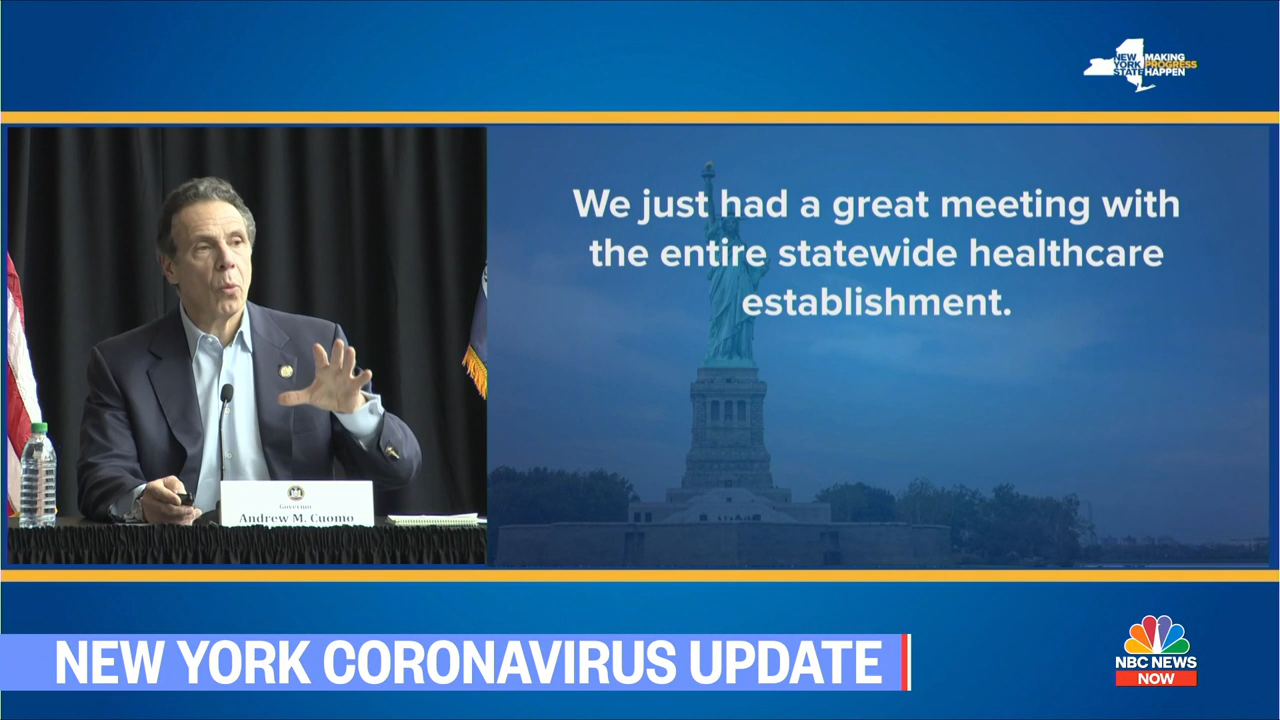 NEW YORK STATE
MAKING PROGRESS HAPPEN
We just had a great meeting with
the entire statewide healthcare
establishment.
Governor
Andrew M. Cuomo
NEW YORK CORONAVIRUS UPDATE
NBC NEWS
NOW